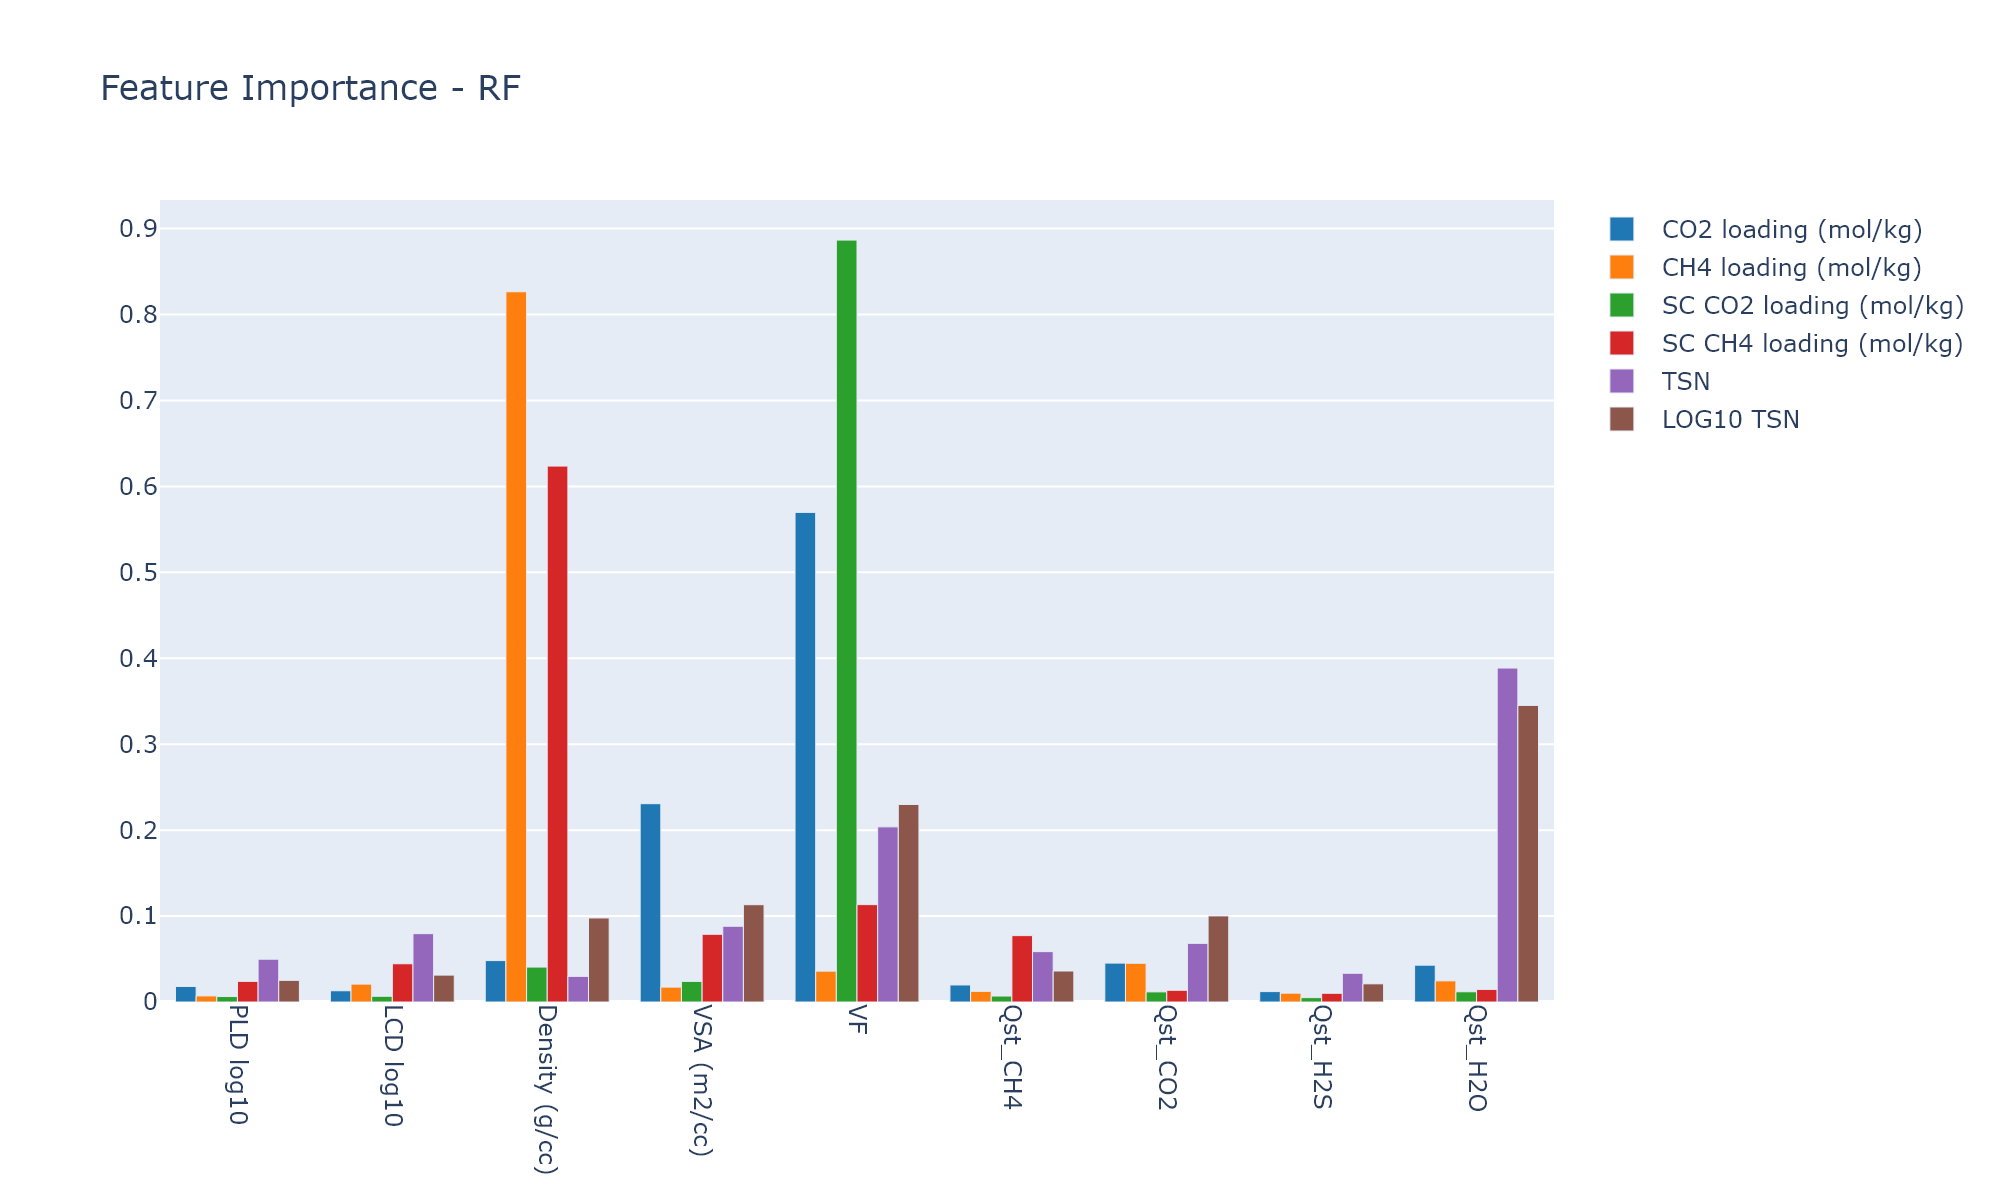 Feature Importance - RF
0.9
0.8
0.7
0.6
0.5
0.4
0.3
0.2
0.1
0
PLD log10
LCD log10
Density (g/cc)
VSA (m2/cc)
VF
Qst_CH4
Qst_CO2
Qst_H2S
Qst_H2O
CO2 loading (mol/kg)
CH4 loading (mol/kg)
SC CO2 loading (mol/kg)
SC CH4 loading (mol/kg)
TSN
LOG10 TSN